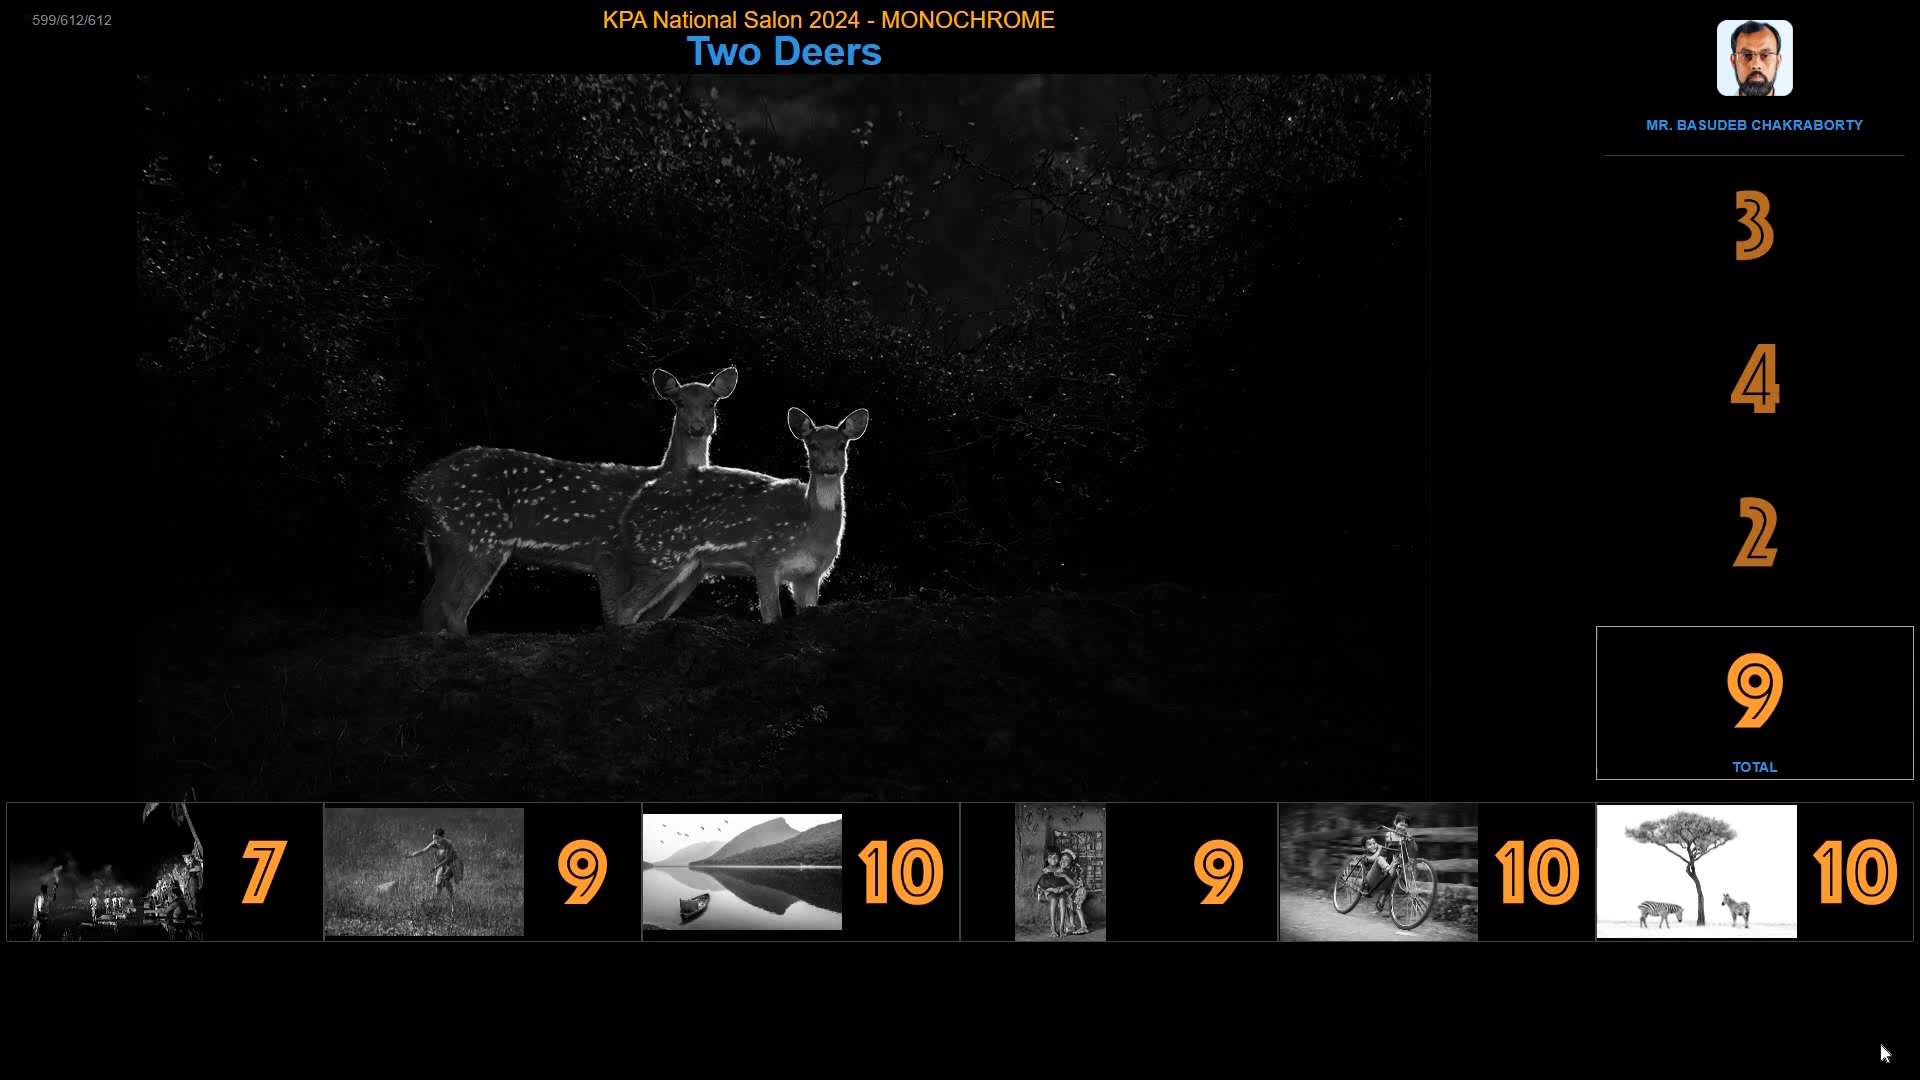 599/612/612
KPA National Salon 2024 - MONOCHROME
Two Deers
MR. BASUDEB CHAKRABORTY
3
4
2
9
TOTAL
7
9
10
9
10
10